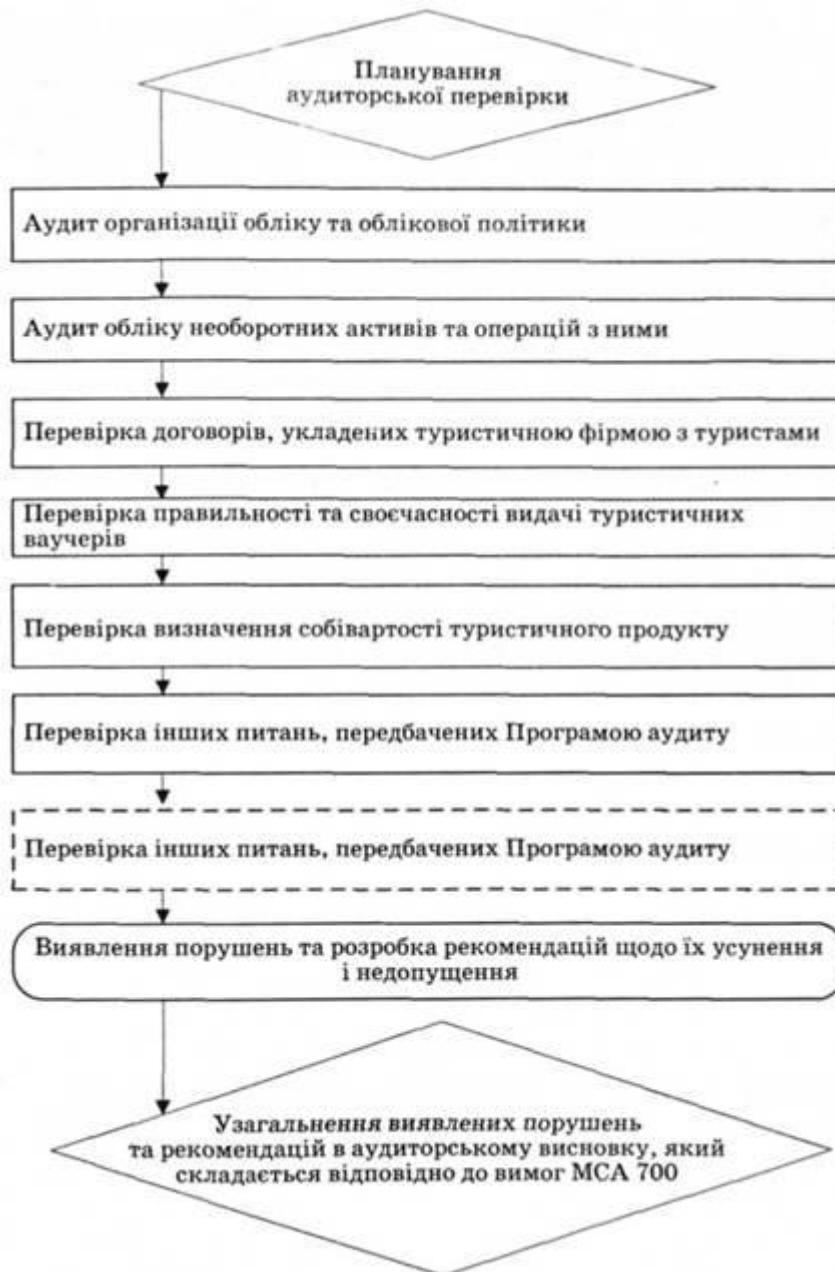 Планування
аудиторської перевірки
Аудит організації обліку та облікової політики
Аудит обліку необоротних активів та операцій з ними
Перевірка договорів, укладених туристичною фірмою з туристами
Перевірка правильності та своєчасності видачі туристичних
ваучерів
Перевірка визначення собівартості туристичного продукту
Перевірка інших питань, передбачених Програмою аудиту
Перевірка інших питань, передбачених Програмою аудиту
Виявлення порушень та розробка рекомендацій щодо їх усунення
і недопущення
Узагальнення виявлених порушень
та рекомендацій в аудиторському висновку, який
складається відповідно до вимог МСА 700